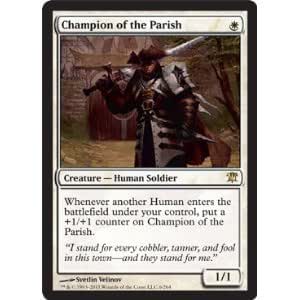 Champion of the Parish
Creature — Human Soldier
Whenever another Human enters the
battlefield under your control, put a
+1/+1 counter on Champion of the
Parish.
"I stand for every cobbler, tanner, and fool
in this town—and they stand for me."
Svetlin Velinov
1/1